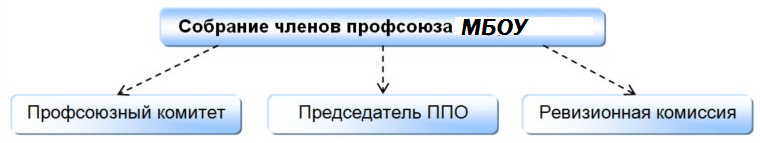 Собрание членов профсоюза МБОУ
Профсоюзный комитет
Председатель ППО
Ревизионная комиссия